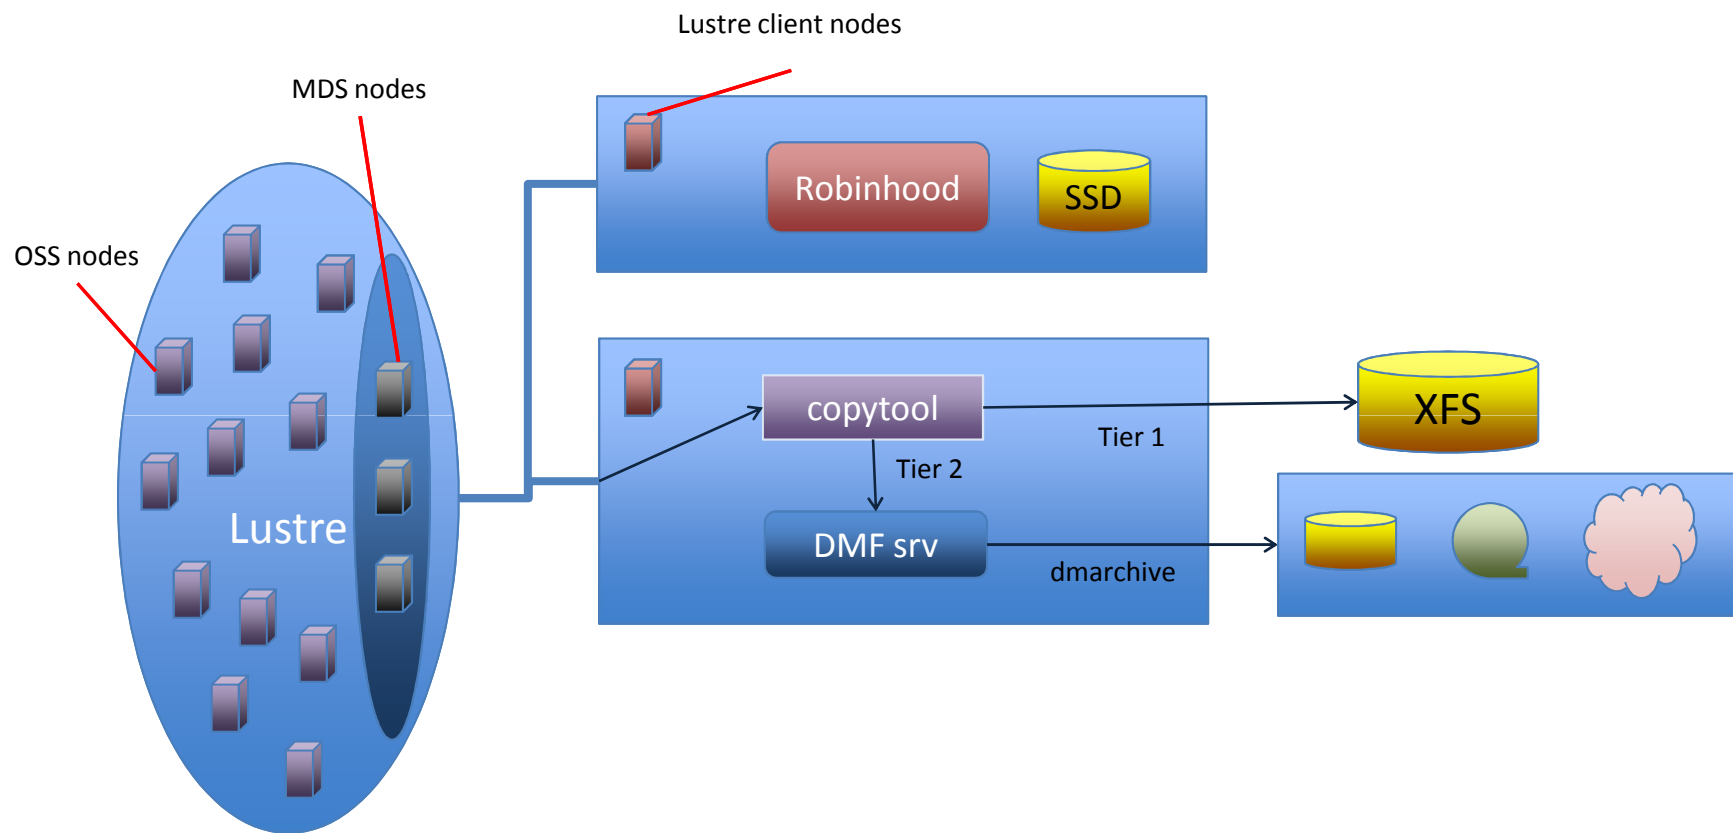 Lustre client nodes
MDS nodes
OSS nodes
Robinhood
SSD
copytool
XFS
Tier 1
Tier 2
Lustre
DMF srv
dmarchive